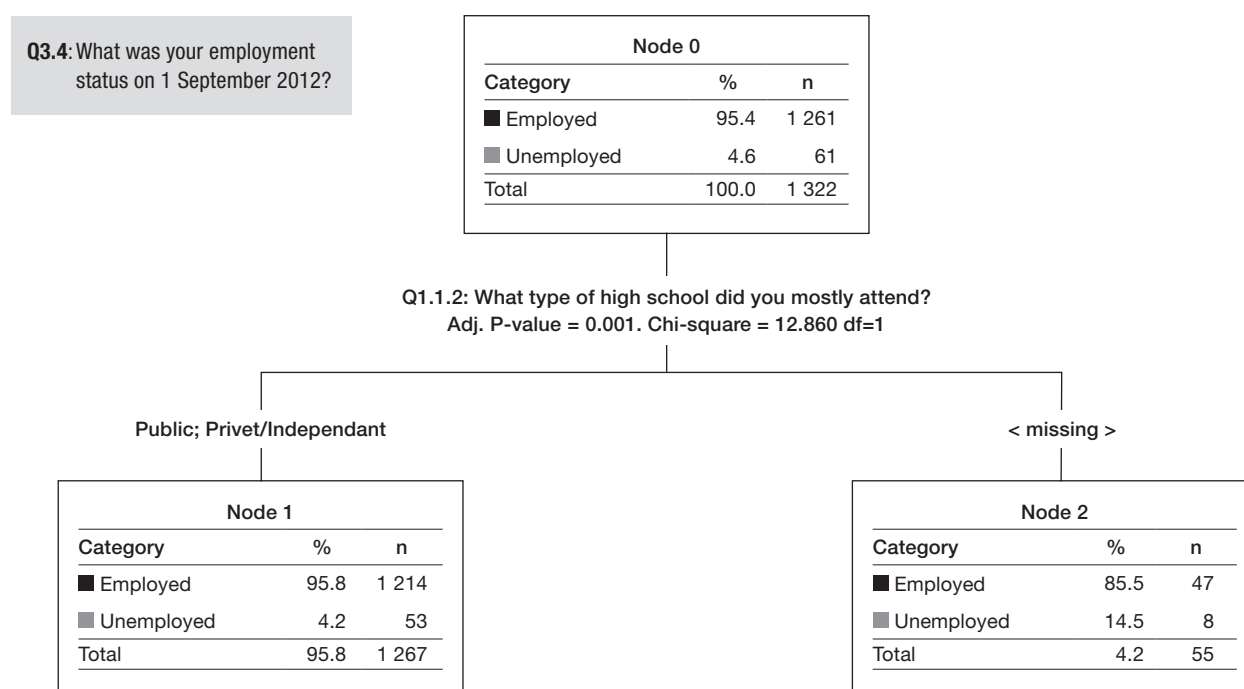 Q3.4: What was your employment
status on 1 September 2012?
Node 0
Category % n
Employed 95.4 1 261
Unemployed 4.6 61
Total 100.0 1 322
Q1.1.2: What type of high school did you mostly attend?
Adj. P-value = 0.001. Chi-square = 12.860 df=1
Public; Privet/Independant
< missing >
Node 1
Category % n
Employed 95.8 1 214
Unemployed 4.2 53
Total 95.8 1 267
Node 2
Category % n
Employed 85.5 47
Unemployed 14.5 8
Total 4.2 55